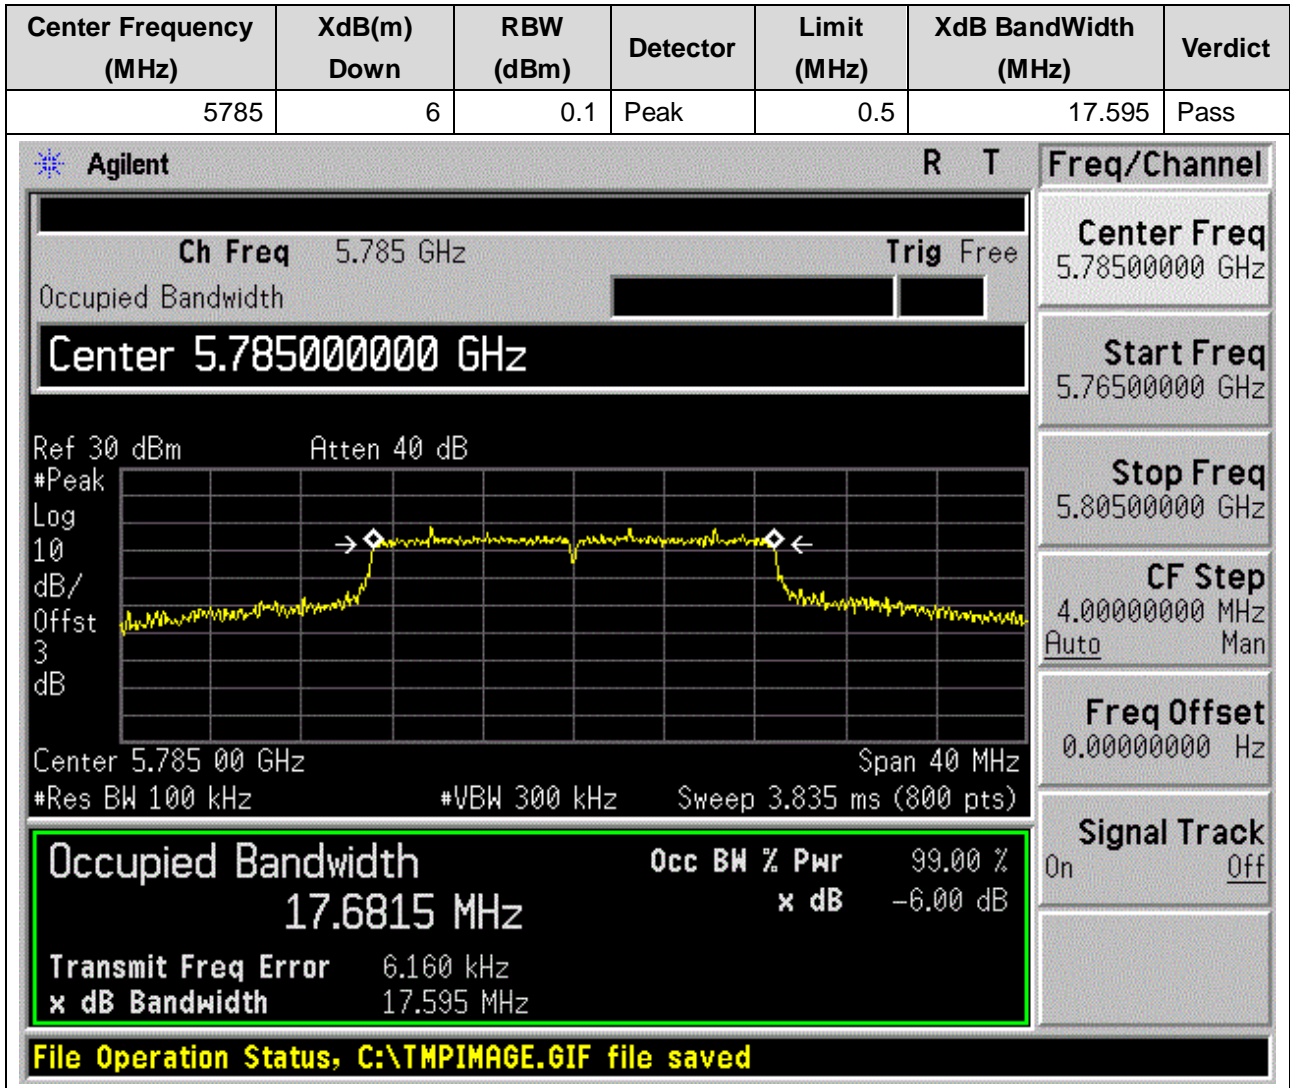 Center Frequency (MHz) XdB(m) Down RBW (dBm) Detector Limit (MHz) XdB BandWidth (MHz) Verdict
5785 6 0.1 Peak 0.5 17.595 Pass
Agilent R T Freq/Channel
Ch Freq 5.785 GHz Trig Free
Occupied Bandwidth
Center 5.785000000 GHz
Center Freq
5.78500000 GHz
Start Freq
5.76500000 GHz
Stop Freq
5.80500000 GHz
CF Step
4.00000000 MHz
Auto Man
Freq Offset
0.00000000 Hz
Signal Track
On Off
Ref 30 dBm Atten 40 dB
#Peak
Log
10
dB/
Offst
3
dB
Center 5.785 00 GHz Span 40 MHz
#Res BW 100 kHz #VBW 300 kHz Sweep 3.835 ms (800 pts)
Occupied Bandwidth Occ BW % Pwr 99.00 %
17.6815 MHz x dB -6.00 dB
Transmit Freq Error 6.160 kHz
x dB Bandwidth 17.595 MHz
File Operation Status, C:\TMPIMAGE.GIF file saved